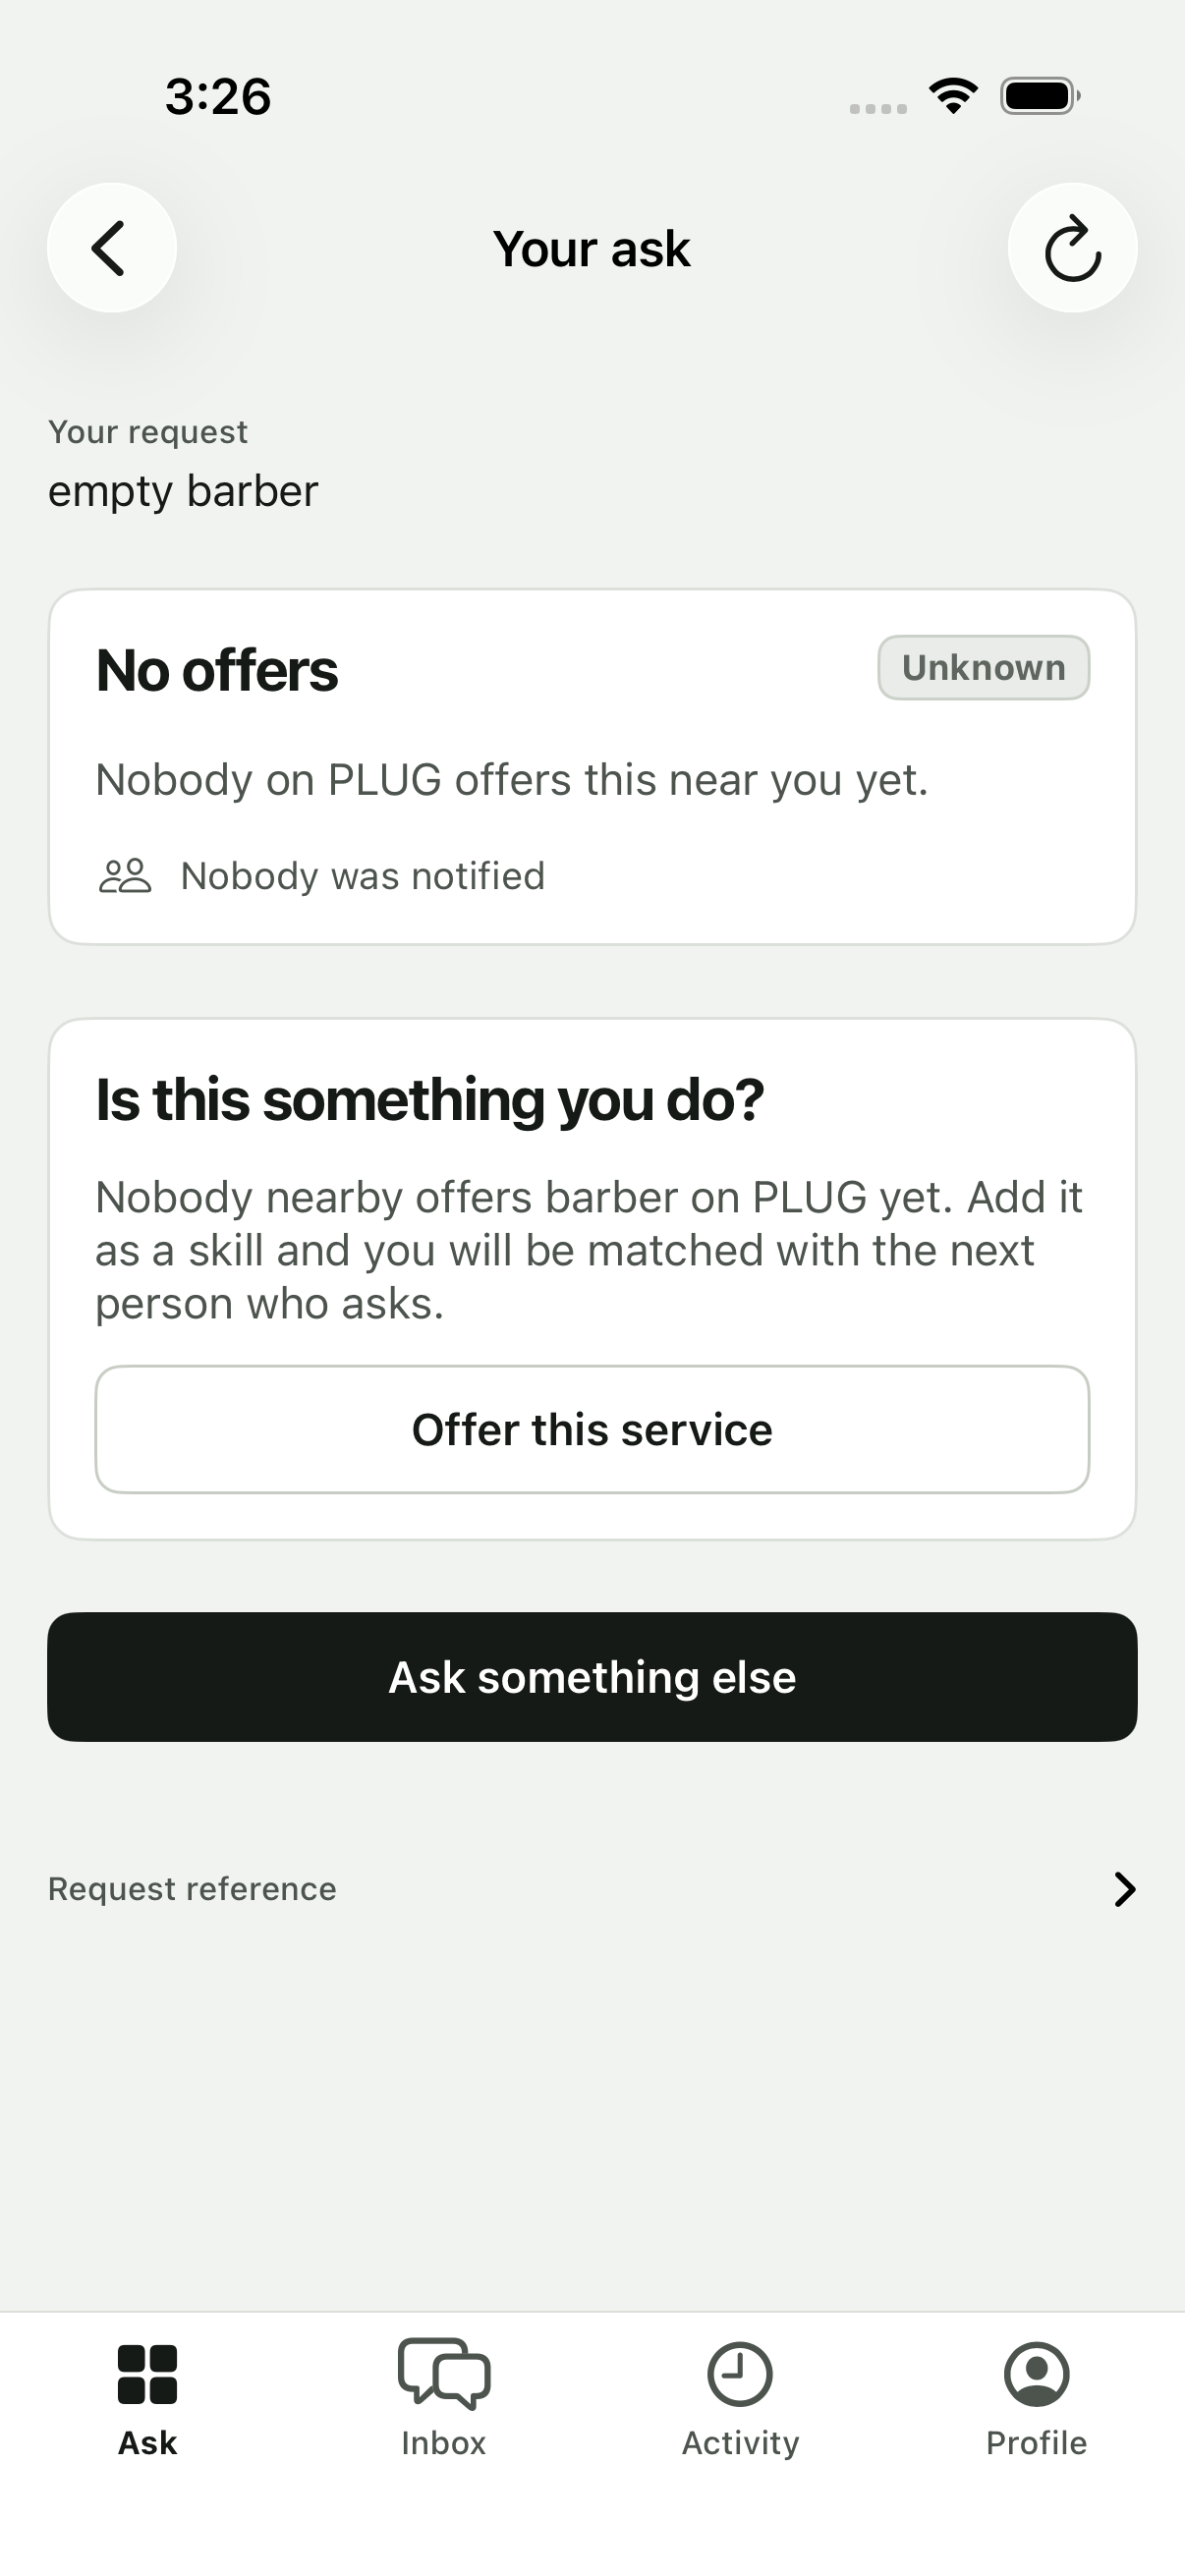 3:26
Your ask
Your request
empty barber
No offers
Unknown
Nobody on PLUG offers this near you yet.
Nobody was notified
Is this something you do?
Nobody nearby offers barber on PLUG yet. Add it
as a skill and you will be matched with the next
person who asks.
Offer this service
Ask something else
Request reference
Ask
Inbox
Activity
Profile